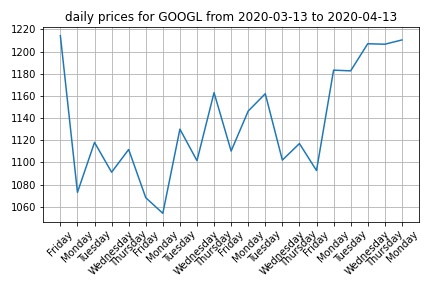 daily prices for GOOGL from 2020-03-13 to 2020-04-13
1220
1200
1180
1160
1140
1120
1100
1080
1060
Friday
Monday
Tuesday
Wednesday
Thursday
Friday
Monday
Tuesday
Wednesday
Thursday
Friday
Monday
Tuesday
Wednesday
Thursday
Friday
Monday
Tuesday
Wednesday
Thursday
Monday